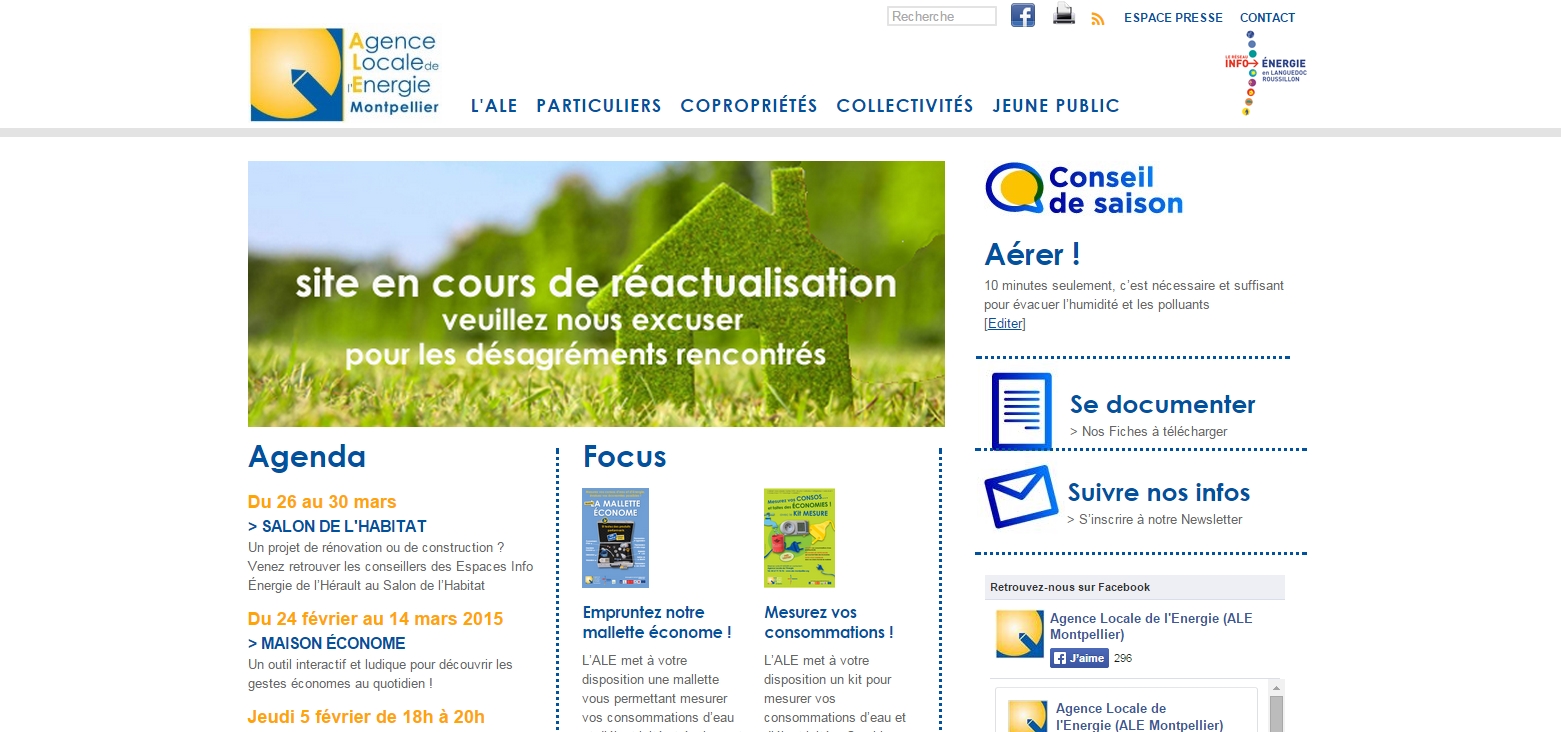 Recherche
ESPACE PRESSE
CONTACT
Agence
Locale de
l'Energie
Montpellier
L'ALE
PARTICULIERS
COPROPRIÉTÉS
COLLECTIVITÉS
JEUNE PUBLIC
LE RÉSEAU
INFO→ ÉNERGIE
en LANGUEDOC
ROUSSILLON
site en cours de réactualisation
veuillez nous excuser
pour les désagréments rencontrés
Agenda
Du 26 au 30 mars
> SALON DE L'HABITAT
Un projet de rénovation ou de construction ?
Venez retrouver les conseillers des Espaces Info
Énergie de l’Hérault au Salon de l’Habitat
Du 24 février au 14 mars 2015
> MAISON ÉCONOME
Un outil interactif et ludique pour découvrir les
gestes économes au quotidien !
Jeudi 5 février de 18h à 20h
Focus
LA MALLETTE
ÉCONOME
Empruntez notre
mallette économe !
L’ALE met à votre
disposition une mallette
vous permettant mesurer
vos consommations d’eau
Mesurez vos CONSOS...
et faites des ÉCONOMIES !
Kit MESURE
Mesurez vos
consommations !
L’ALE met à votre
disposition un kit pour
mesurer vos
consommations d’eau et
Conseil
de saison
Aérer !
10 minutes seulement, c’est nécessaire et suffisant
pour évacuer l’humidité et les polluants
[Editer]
Se documenter
> Nos Fiches à télécharger
Suivre nos infos
> S’inscrire à notre Newsletter
Retrouvez-nous sur Facebook
Agence Locale de l'Energie (ALE
Montpellier)
J’aime 296
Agence Locale de
l'Energie (ALE Montpellier)